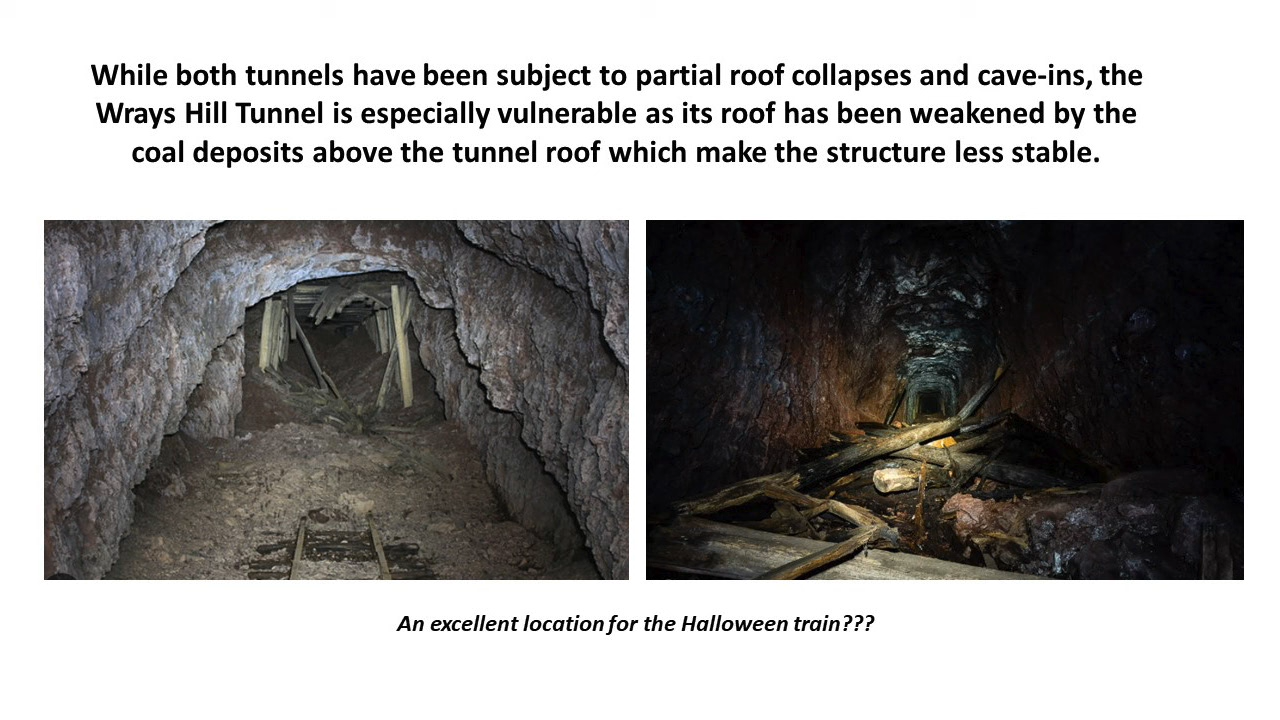 While both tunnels have been subject to partial roof collapses and cave-ins, the
Wrays Hill Tunnel is especially vulnerable as its roof has been weakened by the
coal deposits above the tunnel roof which make the structure less stable.
An excellent location for the Halloween train???